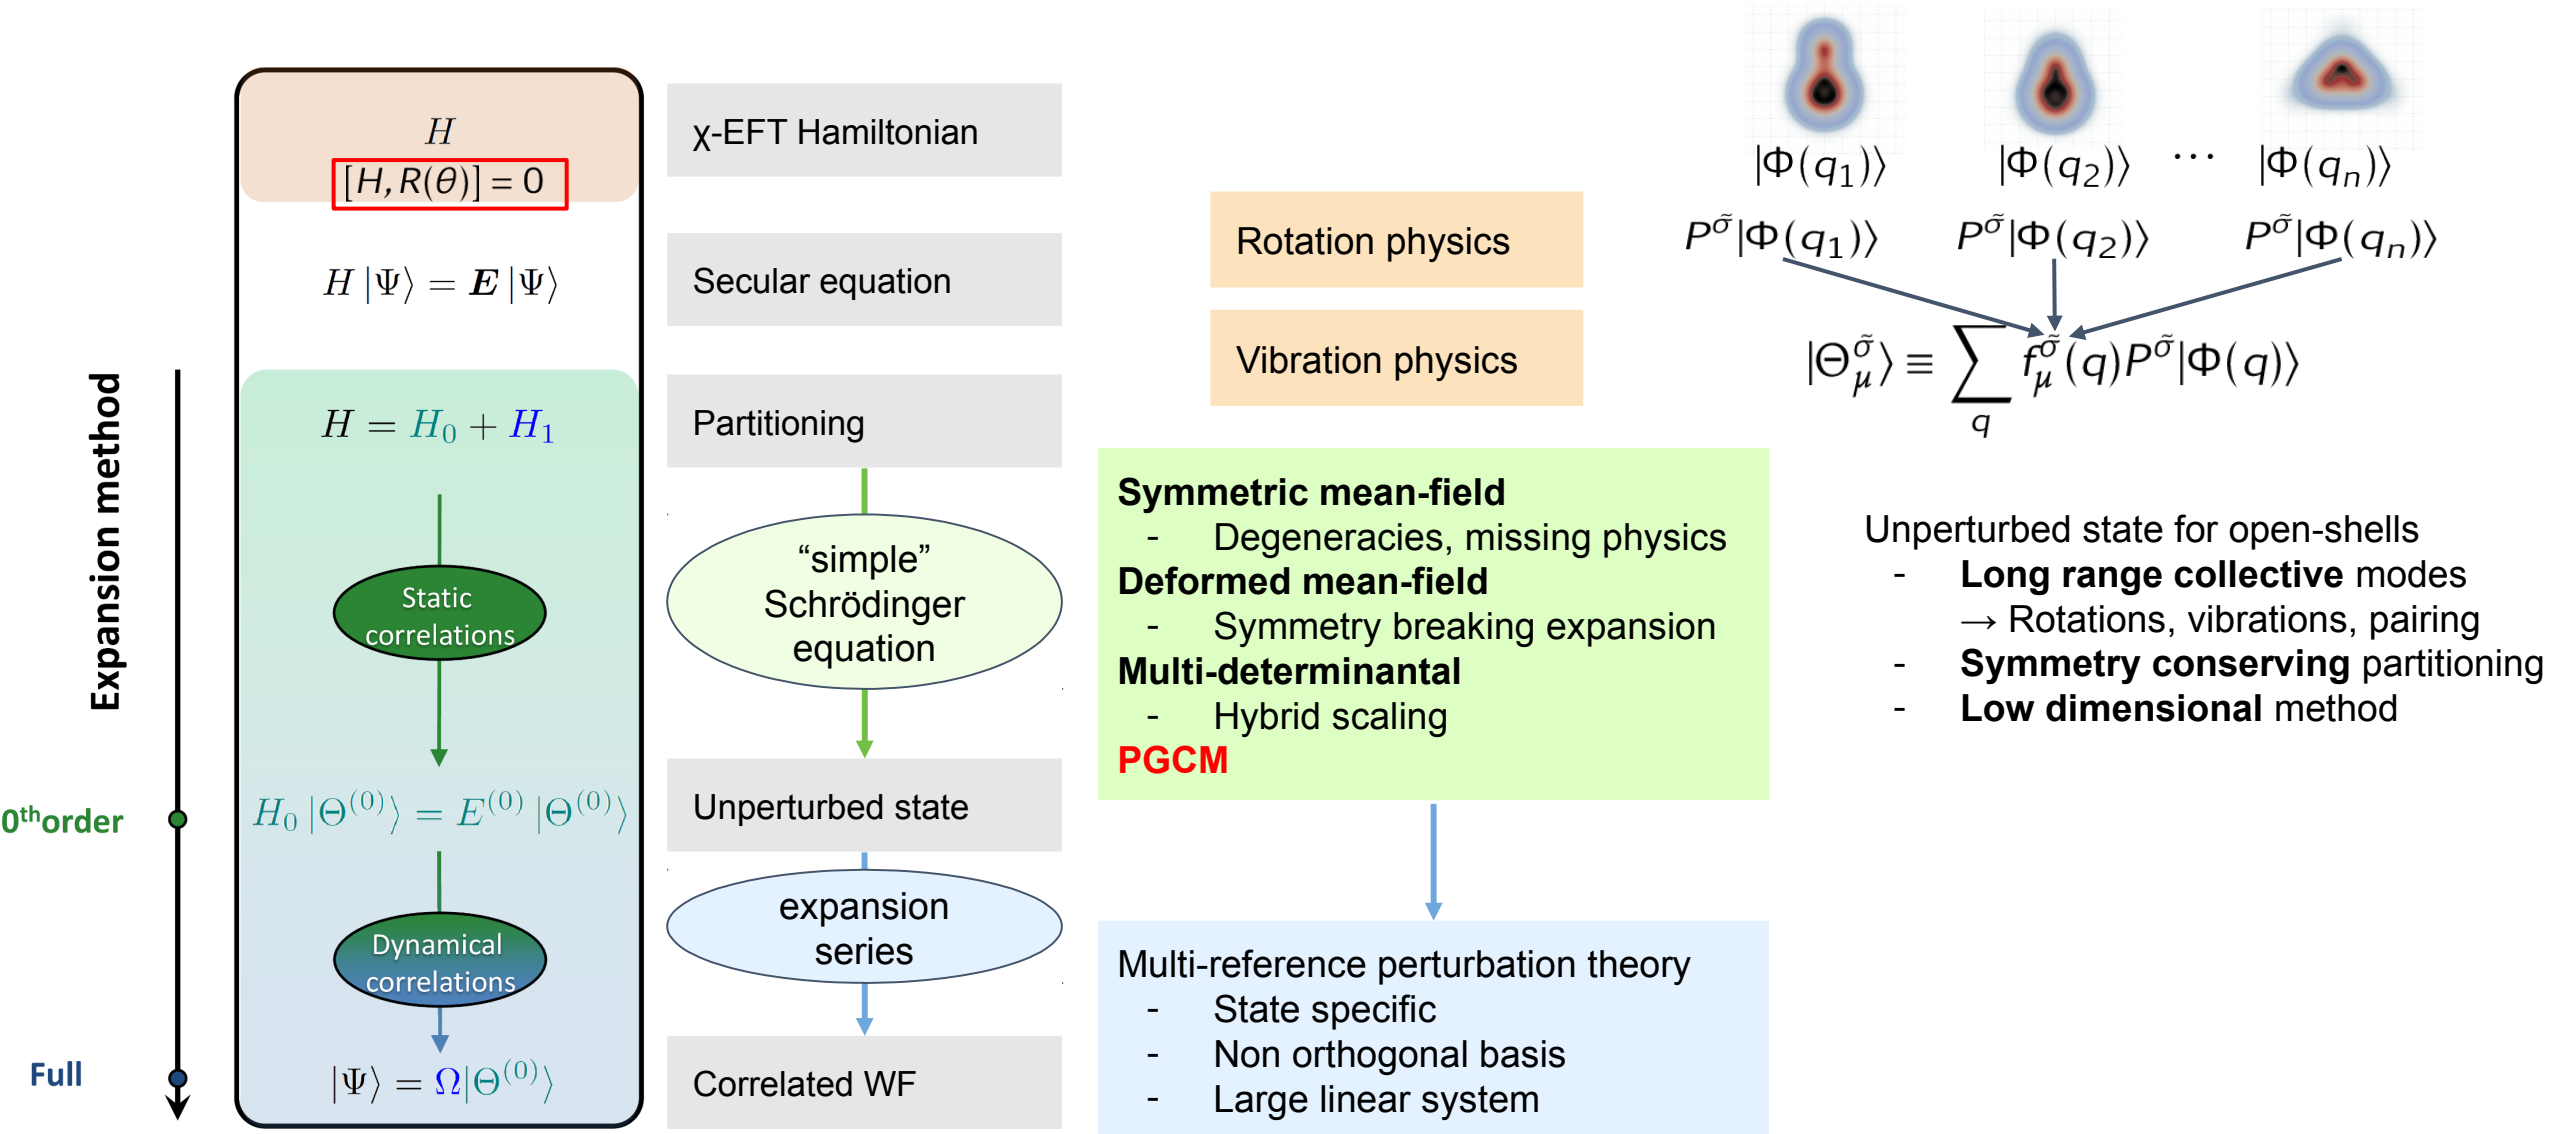 Expansion method
0th order
Full
H
[H, R(θ)] = 0
H |Ψ⟩ = E |Ψ⟩
H = H₀ + H₁
Static
correlations
H₀ |Θ⁽⁰⁾⟩ = E⁽⁰⁾ |Θ⁽⁰⁾⟩
Dynamical
correlations
|Ψ⟩ = Ω|Θ⁽⁰⁾⟩
χ-EFT Hamiltonian
Secular equation
Partitioning
“simple”
Schrödinger
equation
Unperturbed state
expansion
series
Correlated WF
Rotation physics
Vibration physics
Symmetric mean-field
- Degeneracies, missing physics
Deformed mean-field
- Symmetry breaking expansion
Multi-determinantal
- Hybrid scaling
PGCM
Multi-reference perturbation theory
- State specific
- Non orthogonal basis
- Large linear system
|Φ(q₁)⟩ |Φ(q₂)⟩ ⋯ |Φ(qₙ)⟩
P^σ̃|Φ(q₁)⟩ P^σ̃|Φ(q₂)⟩ P^σ̃|Φ(qₙ)⟩
|Θ_μ^σ̃⟩ ≡ ∑_q f_μ^σ̃(q)P^σ̃|Φ(q)⟩
Unperturbed state for open-shells
- Long range collective modes
→ Rotations, vibrations, pairing
- Symmetry conserving partitioning
- Low dimensional method